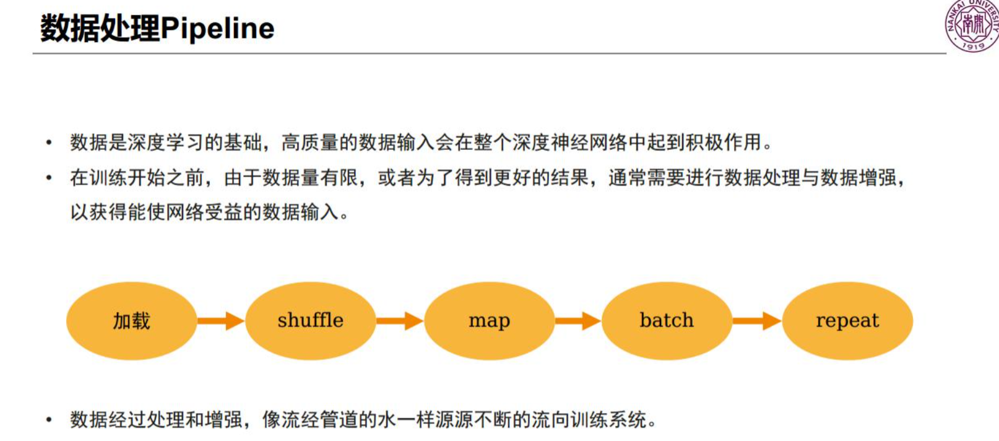 数据处理Pipeline
NANKAI UNIVERSITY
南開
1919
• 数据是深度学习的基础，高质量的数据输入会在整个深度神经网络中起到积极作用。
• 在训练开始之前，由于数据量有限，或者为了得到更好的结果，通常需要进行数据处理与数据增强，
以获得能使网络受益的数据输入。
加载 shuffle map batch repeat
• 数据经过处理和增强，像流经管道的水一样源源不断的流向训练系统。